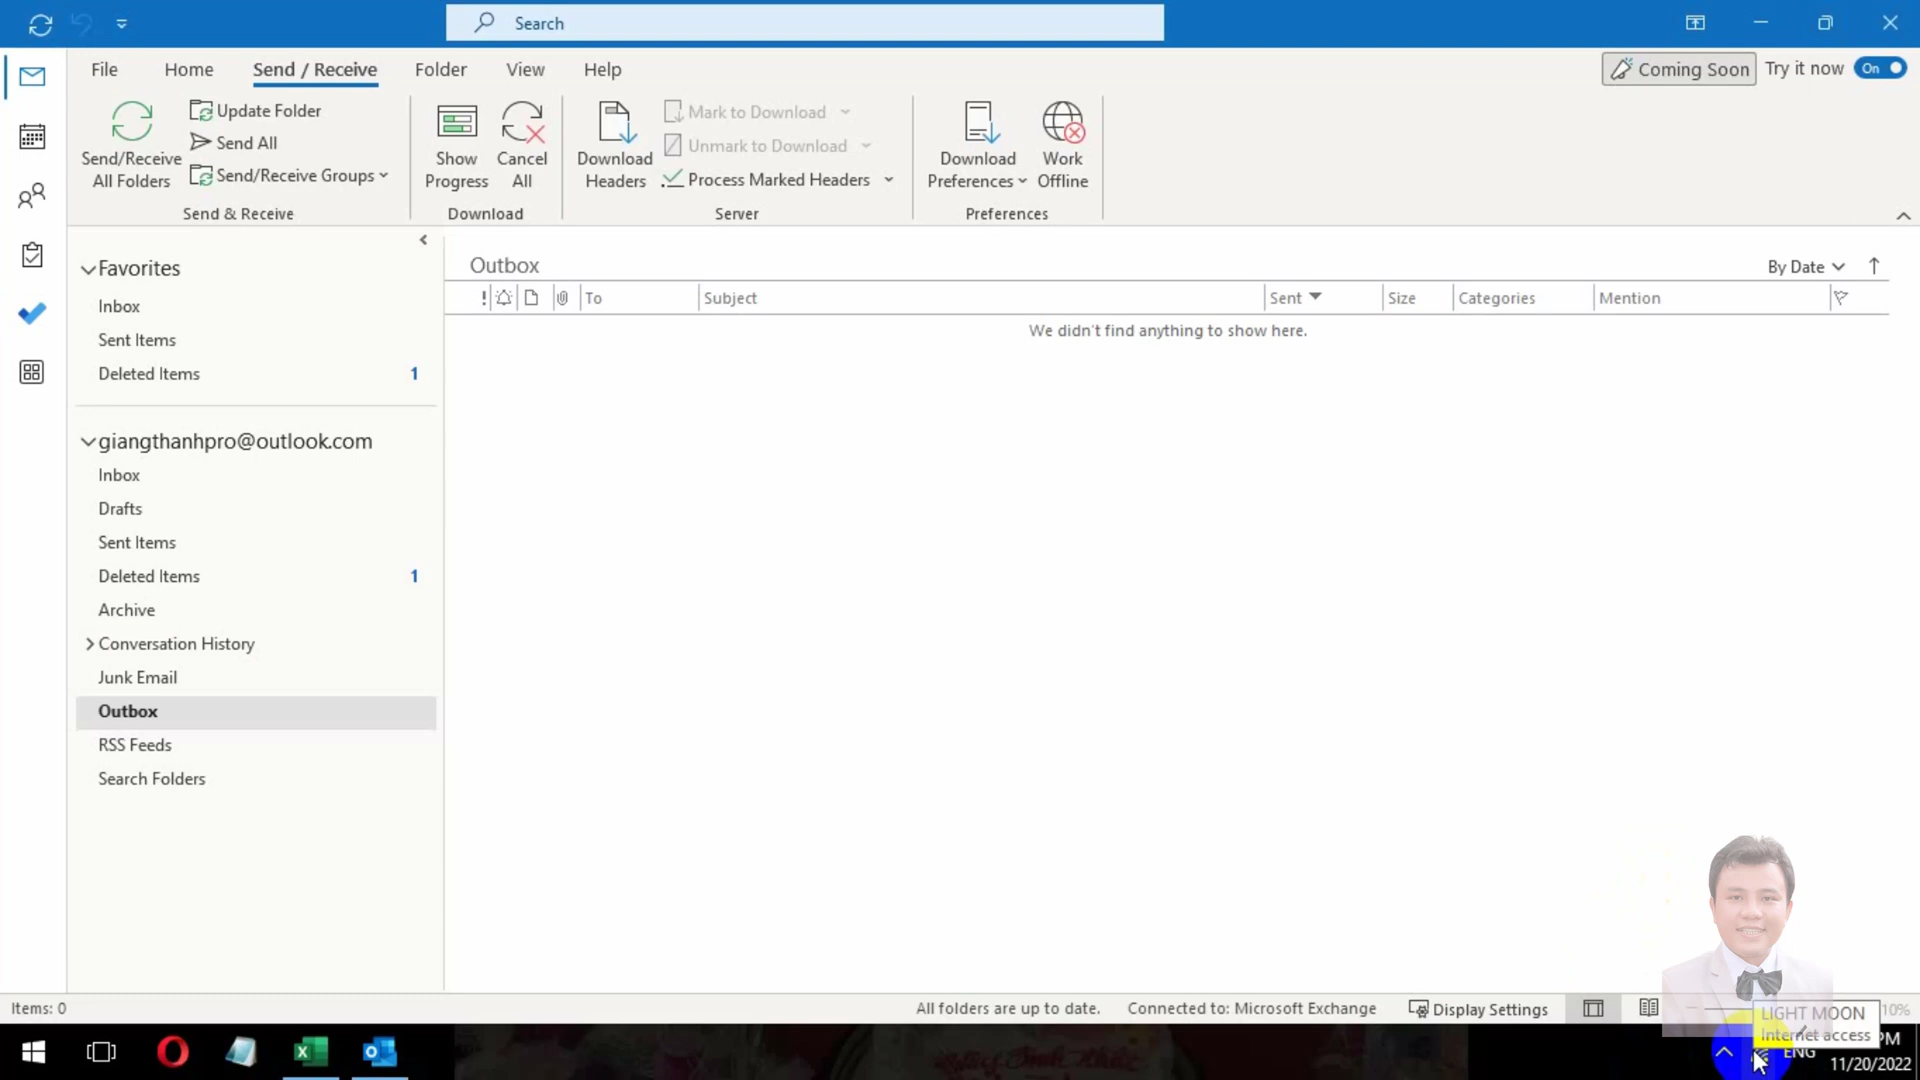 Search
File Home Send / Receive Folder View Help
Coming Soon Try it now On
Send/Receive All Folders
Update Folder
Send All
Send/Receive Groups
Send & Receive
Show Progress
Cancel All
Download
Download Headers
Mark to Download
Unmark to Download
Process Marked Headers
Server
Download Preferences
Work Offline
Preferences
Favorites
Inbox
Sent Items
Deleted Items 1
giangthanhpro@outlook.com
Inbox
Drafts
Sent Items
Deleted Items 1
Archive
Conversation History
Junk Email
Outbox
RSS Feeds
Search Folders
Outbox
By Date
! To Subject Sent Size Categories Mention
We didn't find anything to show here.
Items: 0
All folders are up to date. Connected to: Microsoft Exchange Display Settings 10%
LIGHT MOON
Internet access
ENG
PM
11/20/2022